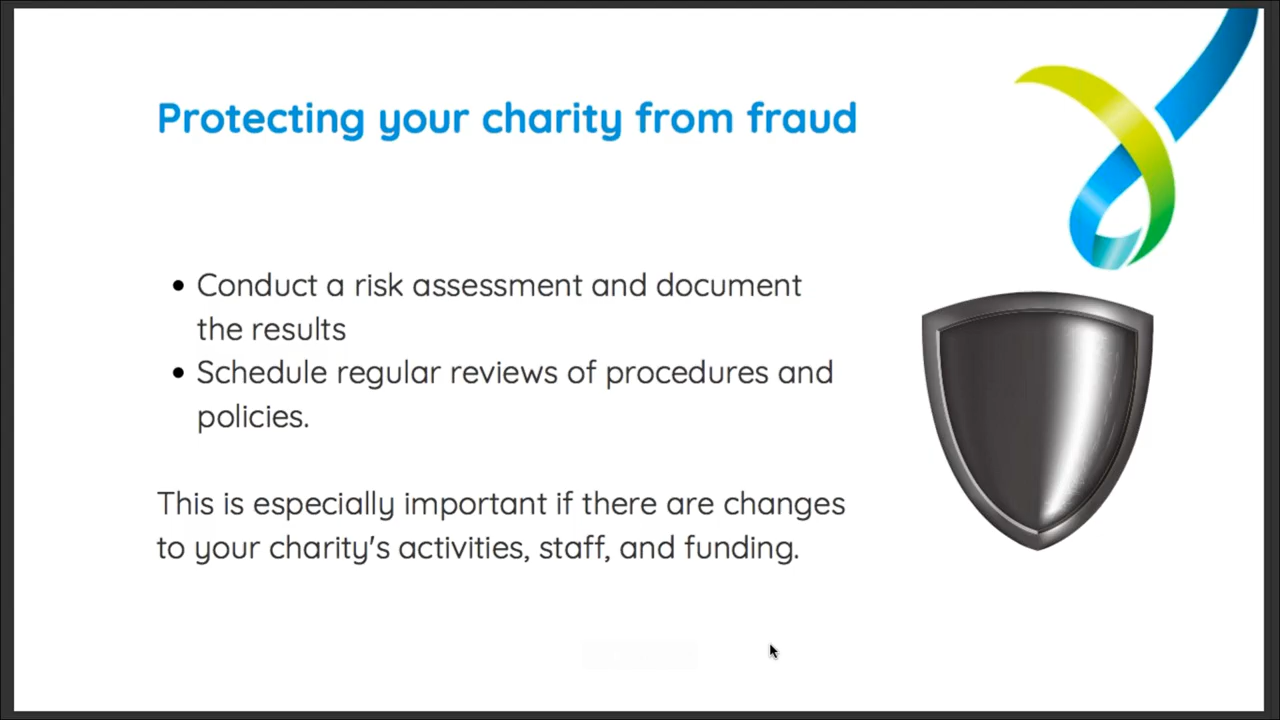 Protecting your charity from fraud
• Conduct a risk assessment and document
the results
• Schedule regular reviews of procedures and
policies.
This is especially important if there are changes
to your charity's activities, staff, and funding.